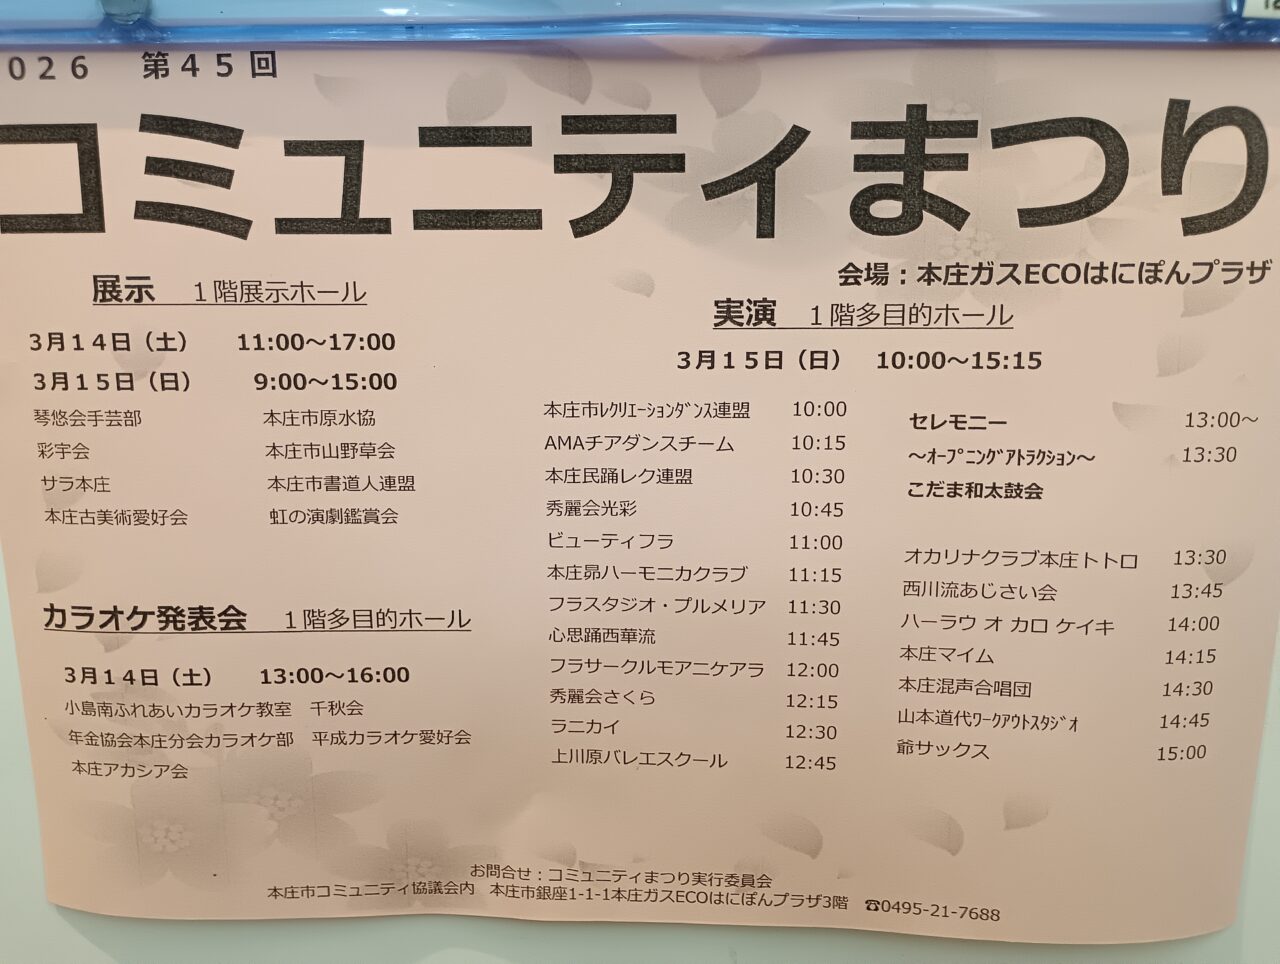 026 第45回
コミュニティまつり
会場：本庄ガスECOはにぽんプラザ
展示 1階展示ホール
3月14日（土） 11:00～17:00
3月15日（日） 9:00～15:00
琴悠会手芸部 本庄市原水協
彩宇会 本庄市山野草会
サラ本庄 本庄市書道人連盟
本庄古美術愛好会 虹の演劇鑑賞会
カラオケ発表会 1階多目的ホール
3月14日（土） 13:00～16:00
小島南ふれあいカラオケ教室 千秋会
年金協会本庄分会カラオケ部 平成カラオケ愛好会
本庄アカシア会
実演 1階多目的ホール
3月15日（日） 10:00～15:15
本庄市ﾚｸﾘｴｰｼｮﾝﾀﾞﾝｽ連盟 10:00
AMAチアダンスチーム 10:15
本庄民踊レク連盟 10:30
秀麗会光彩 10:45
ビューティフラ 11:00
本庄昴ハーモニカクラブ 11:15
フラスタジオ・プルメリア 11:30
心思踊西華流 11:45
フラサークルモアニケアラ 12:00
秀麗会さくら 12:15
ラニカイ 12:30
上川原バレエスクール 12:45
セレモニー 13:00～
～ｵｰﾌﾟﾆﾝｸﾞｱﾄﾗｸｼｮﾝ～ 13:30
こだま和太鼓会
オカリナクラブ本庄トトロ 13:30
西川流あじさい会 13:45
ハーラウ オ カロ ケイキ 14:00
本庄マイム 14:15
本庄混声合唱団 14:30
山本道代ﾜｰｸｱｳﾄｽﾀｼﾞｵ 14:45
爺サックス 15:00
お問合せ：コミュニティまつり実行委員会
本庄市コミュニティ協議会内 本庄市銀座1-1-1本庄ガスECOはにぽんプラザ3階 ☎0495-21-7688